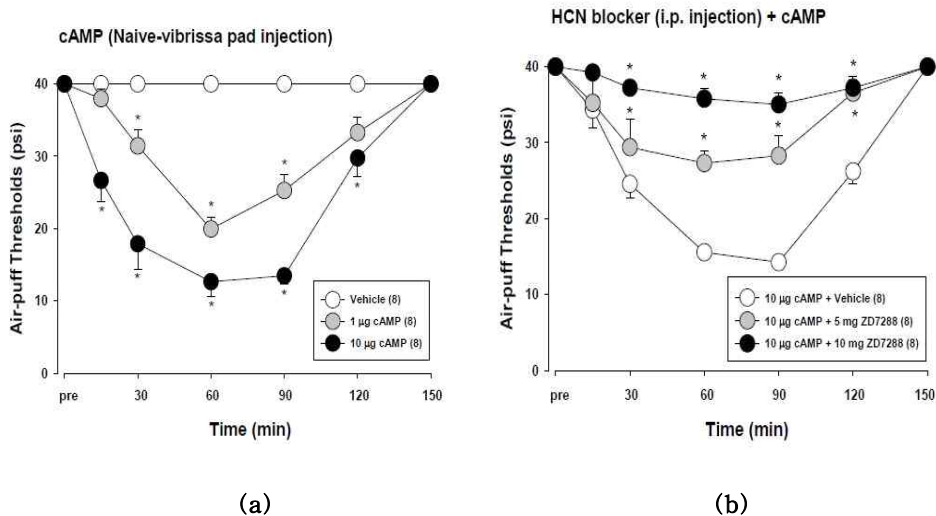 cAMP (Naive-vibrissa pad injection)
Air-puff Thresholds (psi)
40
30
20
10
0
* * * * * * * * *
Vehicle (8)
1 µg cAMP (8)
10 µg cAMP (8)
pre 30 60 90 120 150
Time (min)
(a)
HCN blocker (i.p. injection) + cAMP
Air-puff Thresholds (psi)
40
30
20
10
0
* * * * * * * *
10 µg cAMP + Vehicle (8)
10 µg cAMP + 5 mg ZD7288 (8)
10 µg cAMP + 10 mg ZD7288 (8)
pre 30 60 90 120 150
Time (min)
(b)